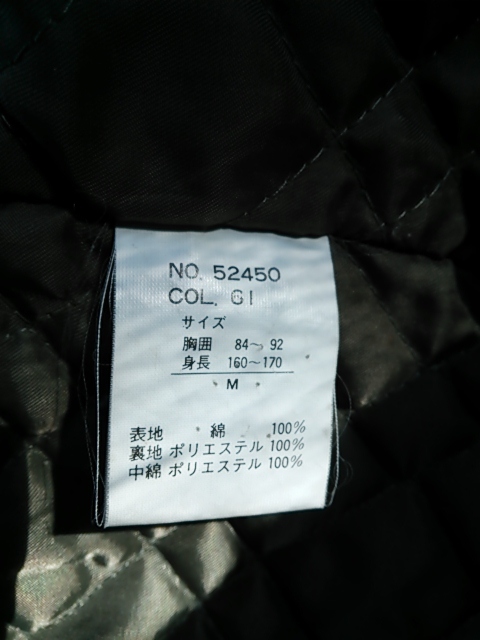 NO. 52450
COL. 61
サイズ
胸囲 84～ 92
身長 160～170
M
表地 綿 100%
裏地 ポリエステル 100%
中綿 ポリエステル 100%